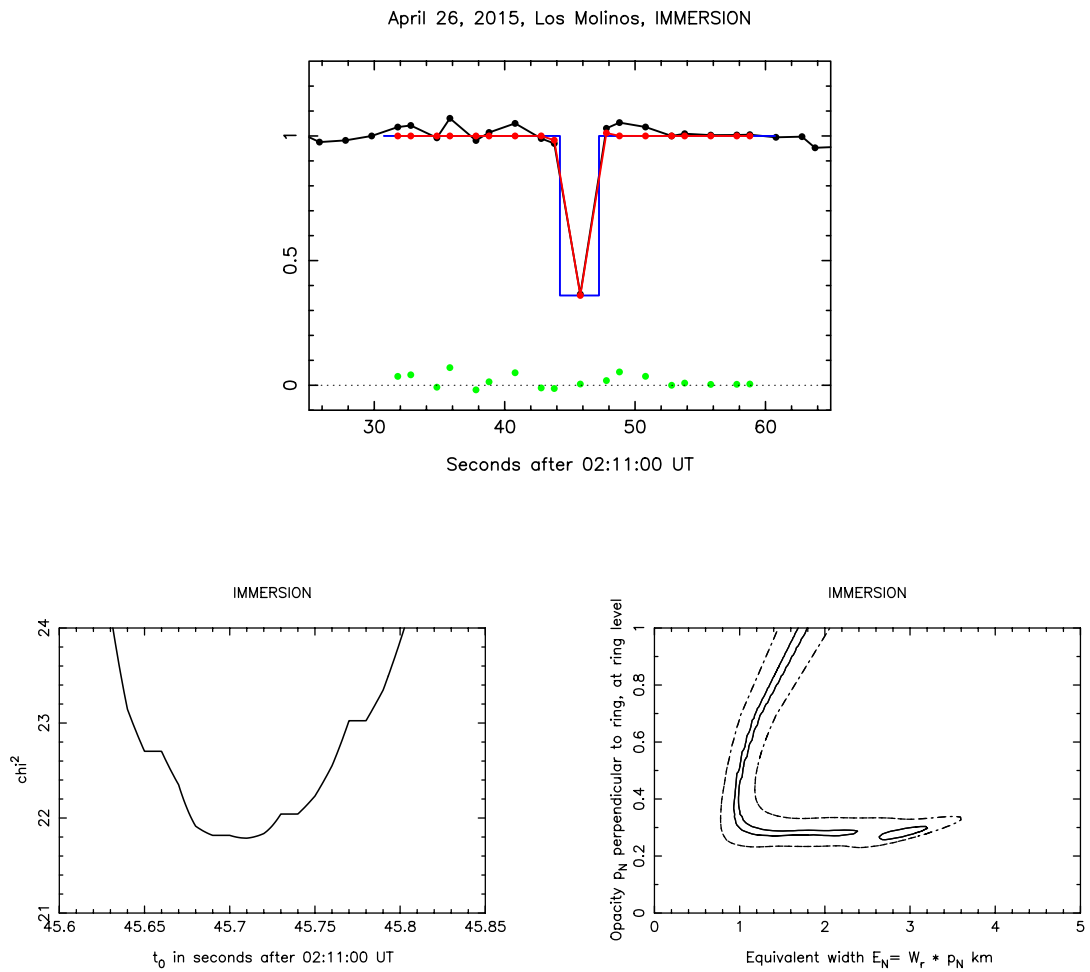 April 26, 2015, Los Molinos, IMMERSION
1
0.5
0
30 40 50 60
Seconds after 02:11:00 UT
IMMERSION
chi²
24
23
22
21
45.6 45.65 45.7 45.75 45.8 45.85
t₀ in seconds after 02:11:00 UT
IMMERSION
Opacity p_N perpendicular to ring, at ring level
1
0.8
0.6
0.4
0.2
0
0 1 2 3 4 5
Equivalent width E_N= W_r * p_N km